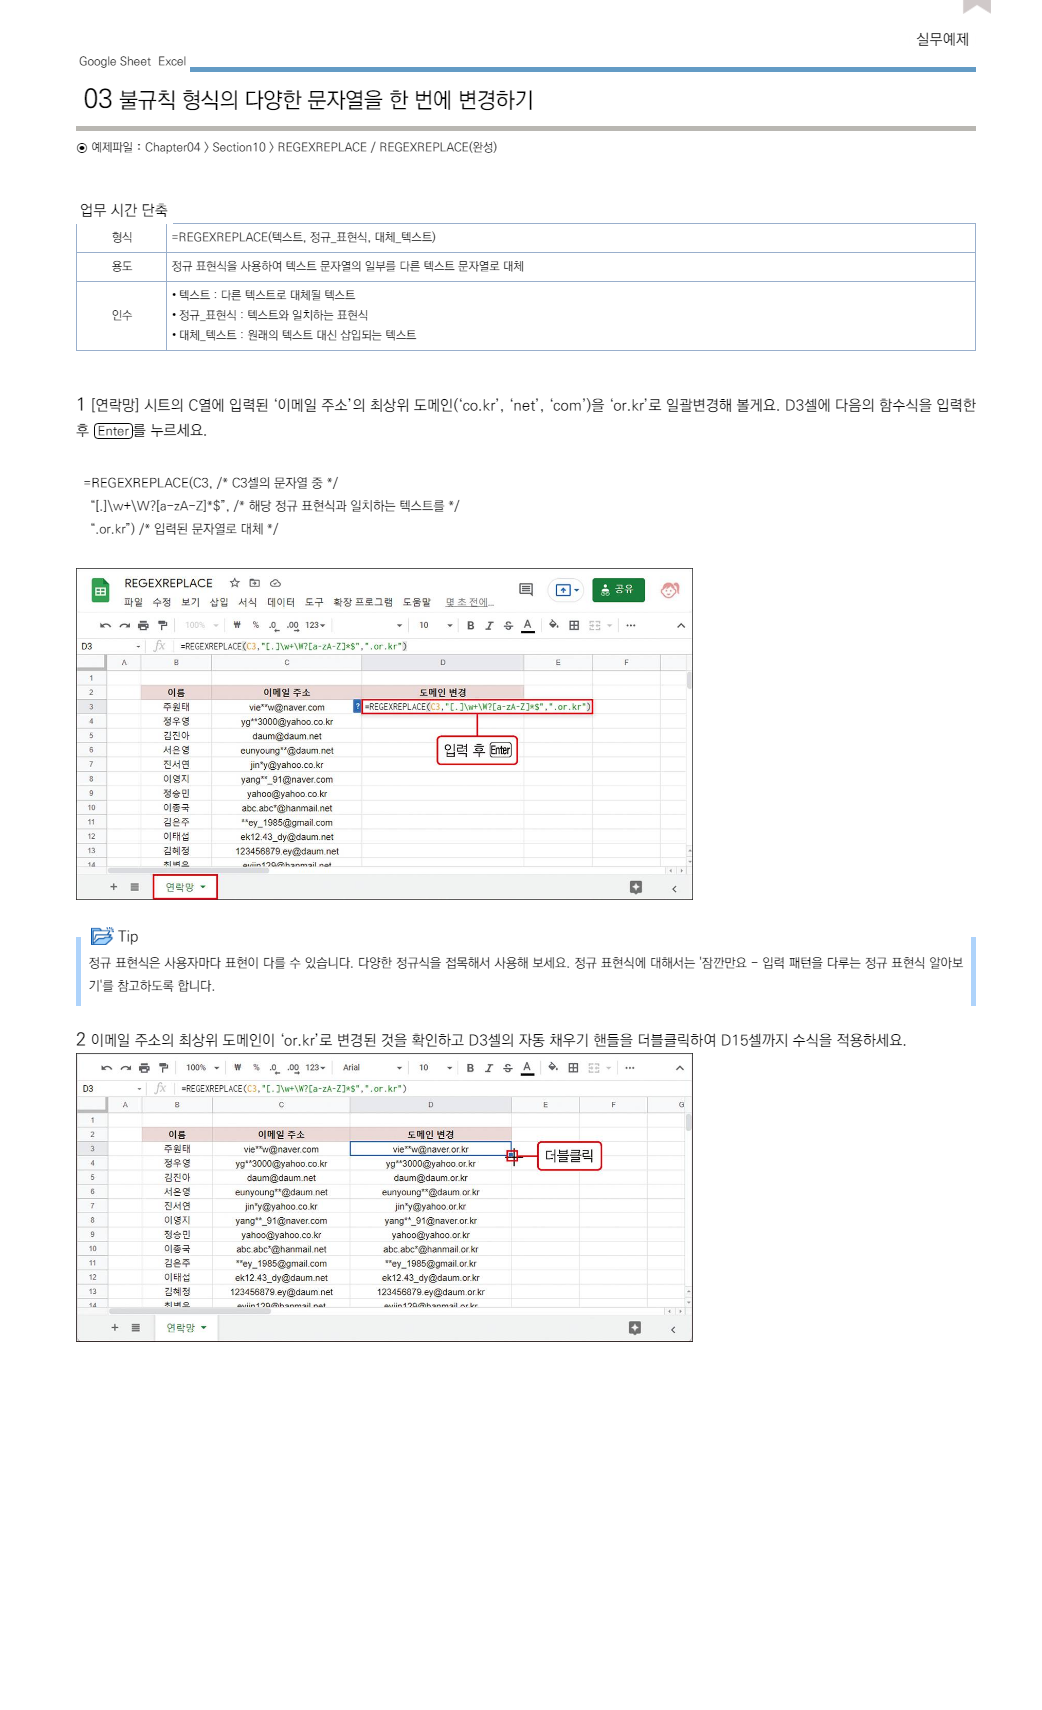 실무예제
Google Sheet Excel
03 불규칙 형식의 다양한 문자열을 한 번에 변경하기
예제파일 : Chapter04 〉 Section10 〉 REGEXREPLACE / REGEXREPLACE(완성)
업무 시간 단축
형식 =REGEXREPLACE(텍스트, 정규_표현식, 대체_텍스트)
용도 정규 표현식을 사용하여 텍스트 문자열의 일부를 다른 텍스트 문자열로 대체
인수
• 텍스트 : 다른 텍스트로 대체될 텍스트
• 정규_표현식 : 텍스트와 일치하는 표현식
• 대체_텍스트 : 원래의 텍스트 대신 삽입되는 텍스트
1 [연락망] 시트의 C열에 입력된 ‘이메일 주소’의 최상위 도메인(‘co.kr’, ‘net’, ‘com’)을 ‘or.kr’로 일괄변경해 볼게요. D3셀에 다음의 함수식을 입력한
후 Enter를 누르세요.
=REGEXREPLACE(C3, /* C3셀의 문자열 중 */
“[.]\w+\W?[a-zA-Z]*$”, /* 해당 정규 표현식과 일치하는 텍스트를 */
“.or.kr”) /* 입력된 문자열로 대체 */
REGEXREPLACE
공유
파일 수정 보기 삽입 서식 데이터 도구 확장 프로그램 도움말 몇 초 전에...
100% ₩ % .0 .00 123 10 B I S A ...
D3 fx =REGEXREPLACE(C3,"[.]\w+\W?[a-zA-Z]*$",".or.kr")
A B C D E F
1
2 이름 이메일 주소 도메인 변경
3 주원태 vie**w@naver.com ? =REGEXREPLACE(C3,"[.]\w+\W?[a-zA-Z]*$",".or.kr")
4 정우영 yg**3000@yahoo.co.kr
5 김진아 daum@daum.net
입력 후 Enter
6 서은영 eunyoung**@daum.net
7 진서연 jin*y@yahoo.co.kr
8 이영지 yang**_91@naver.com
9 정승민 yahoo@yahoo.co.kr
10 이종국 abc.abc*@hanmail.net
11 김은주 **ey_1985@gmail.com
12 이태섭 ek12.43_dy@daum.net
13 김혜정 123456879.ey@daum.net
14 최병윤 eyjin129@hanmail.net
연락망
Tip
정규 표현식은 사용자마다 표현이 다를 수 있습니다. 다양한 정규식을 접목해서 사용해 보세요. 정규 표현식에 대해서는 '잠깐만요 - 입력 패턴을 다루는 정규 표현식 알아보
기'를 참고하도록 합니다.
2 이메일 주소의 최상위 도메인이 ‘or.kr’로 변경된 것을 확인하고 D3셀의 자동 채우기 핸들을 더블클릭하여 D15셀까지 수식을 적용하세요.
100% ₩ % .0 .00 123 Arial 10 B I S A ...
D3 fx =REGEXREPLACE(C3,"[.]\w+\W?[a-zA-Z]*$",".or.kr")
A B C D E F G
1
2 이름 이메일 주소 도메인 변경
3 주원태 vie**w@naver.com vie**w@naver.or.kr
더블클릭
4 정우영 yg**3000@yahoo.co.kr yg**3000@yahoo.or.kr
5 김진아 daum@daum.net daum@daum.or.kr
6 서은영 eunyoung**@daum.net eunyoung**@daum.or.kr
7 진서연 jin*y@yahoo.co.kr jin*y@yahoo.or.kr
8 이영지 yang**_91@naver.com yang**_91@naver.or.kr
9 정승민 yahoo@yahoo.co.kr yahoo@yahoo.or.kr
10 이종국 abc.abc*@hanmail.net abc.abc*@hanmail.or.kr
11 김은주 **ey_1985@gmail.com **ey_1985@gmail.or.kr
12 이태섭 ek12.43_dy@daum.net ek12.43_dy@daum.or.kr
13 김혜정 123456879.ey@daum.net 123456879.ey@daum.or.kr
14
연락망